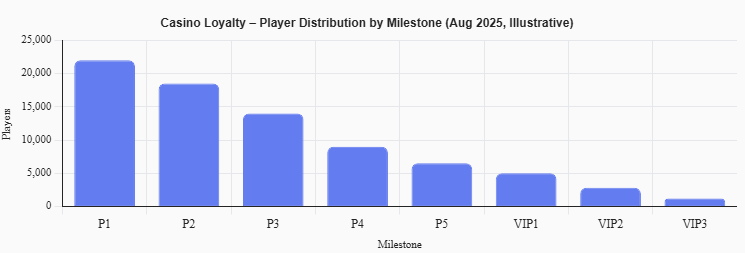 Casino Loyalty – Player Distribution by Milestone (Aug 2025, Illustrative)
25,000
20,000
15,000
10,000
5,000
0
Players
P1 P2 P3 P4 P5 VIP1 VIP2 VIP3
Milestone